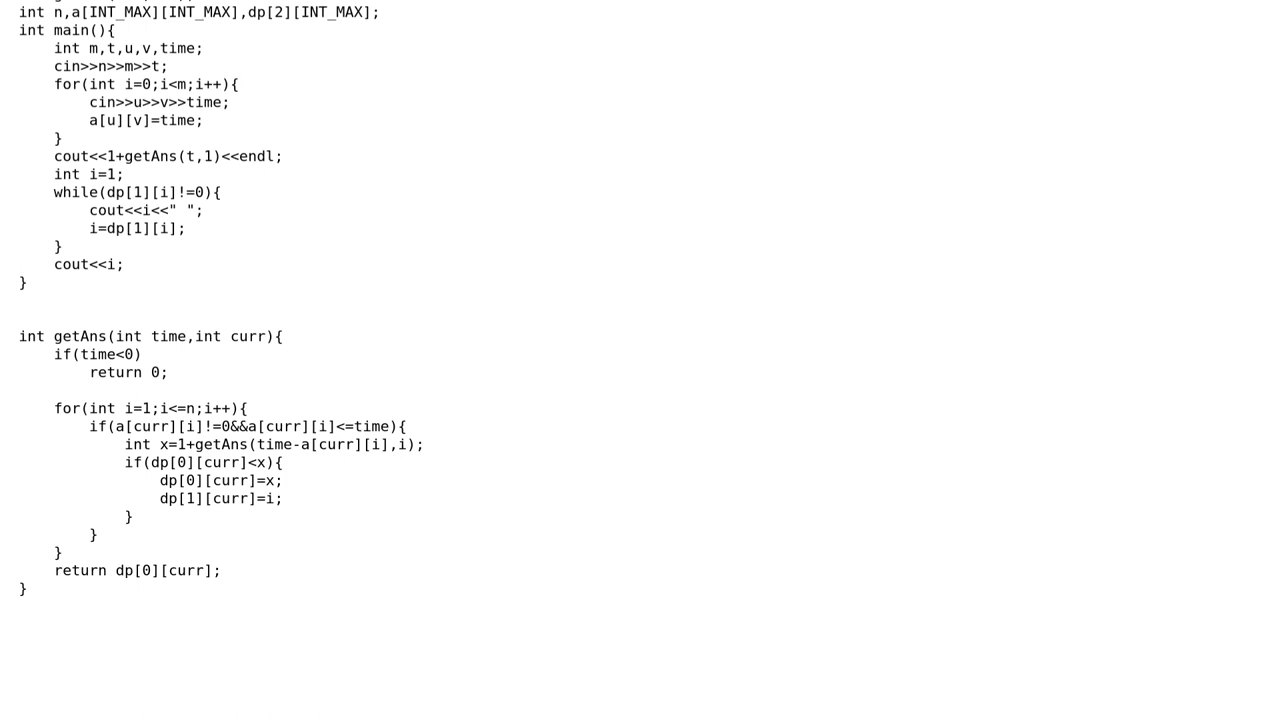 int n,a[INT_MAX][INT_MAX],dp[2][INT_MAX];
int main(){
    int m,t,u,v,time;
    cin>>n>>m>>t;
    for(int i=0;i<m;i++){
        cin>>u>>v>>time;
        a[u][v]=time;
    }
    cout<<1+getAns(t,1)<<endl;
    int i=1;
    while(dp[1][i]!=0){
        cout<<i<<" ";
        i=dp[1][i];
    }
    cout<<i;
}
int getAns(int time,int curr){
    if(time<0)
        return 0;
    for(int i=1;i<=n;i++){
        if(a[curr][i]!=0&&a[curr][i]<=time){
            int x=1+getAns(time-a[curr][i],i);
            if(dp[0][curr]<x){
                dp[0][curr]=x;
                dp[1][curr]=i;
            }
        }
    }
    return dp[0][curr];
}